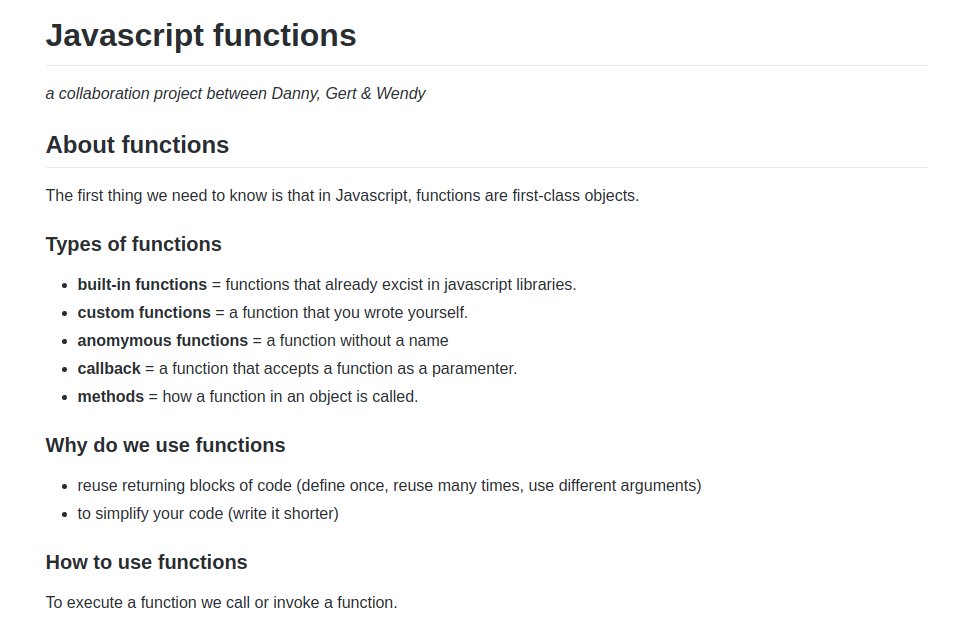 Javascript functions
a collaboration project between Danny, Gert & Wendy
About functions
The first thing we need to know is that in Javascript, functions are first-class objects.
Types of functions
• built-in functions = functions that already excist in javascript libraries.
• custom functions = a function that you wrote yourself.
• anomymous functions = a function without a name
• callback = a function that accepts a function as a paramenter.
• methods = how a function in an object is called.
Why do we use functions
• reuse returning blocks of code (define once, reuse many times, use different arguments)
• to simplify your code (write it shorter)
How to use functions
To execute a function we call or invoke a function.